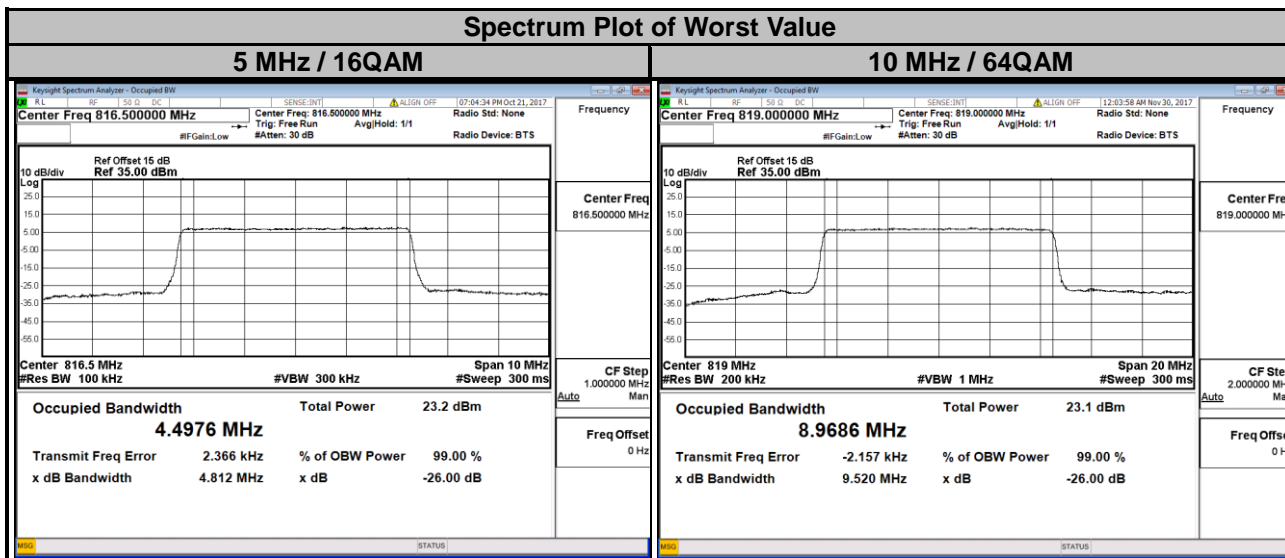 Spectrum Plot of Worst Value
5 MHz / 16QAM
Keysight Spectrum Analyzer - Occupied BW
RL RF 50 Ω DC SENSE:INT ALIGN OFF 07:04:34 PM Oct 21, 2017
Center Freq 816.500000 MHz
Center Freq: 816.500000 MHz
Radio Std: None
Trig: Free Run Avg|Hold: 1/1
#IFGain:Low
#Atten: 30 dB
Radio Device: BTS
Ref Offset 15 dB
10 dB/div Ref 35.00 dBm
Log
25.0
15.0
5.00
-5.00
-15.0
-25.0
-35.0
-45.0
-55.0
Center 816.5 MHz Span 10 MHz
#Res BW 100 kHz #VBW 300 kHz #Sweep 300 ms
Occupied Bandwidth Total Power 23.2 dBm
4.4976 MHz
Transmit Freq Error 2.366 kHz % of OBW Power 99.00 %
x dB Bandwidth 4.812 MHz x dB -26.00 dB
MSG STATUS
Frequency
Center Freq
816.500000 MHz
CF Step
1.000000 MHz
Auto Man
Freq Offset
0 Hz
10 MHz / 64QAM
Keysight Spectrum Analyzer - Occupied BW
RL RF 50 Ω DC SENSE:INT ALIGN OFF 12:03:58 AM Nov 30, 2017
Center Freq 819.000000 MHz
Center Freq: 819.000000 MHz
Radio Std: None
Trig: Free Run Avg|Hold: 1/1
#IFGain:Low
#Atten: 30 dB
Radio Device: BTS
Ref Offset 15 dB
10 dB/div Ref 35.00 dBm
Log
25.0
15.0
5.00
-5.00
-15.0
-25.0
-35.0
-45.0
-55.0
Center 819 MHz Span 20 MHz
#Res BW 200 kHz #VBW 1 MHz #Sweep 300 ms
Occupied Bandwidth Total Power 23.1 dBm
8.9686 MHz
Transmit Freq Error -2.157 kHz % of OBW Power 99.00 %
x dB Bandwidth 9.520 MHz x dB -26.00 dB
MSG STATUS
Frequency
Center Fre
819.000000 MH
CF Ste
2.000000 MH
Auto Ma
Freq Offs
0 H